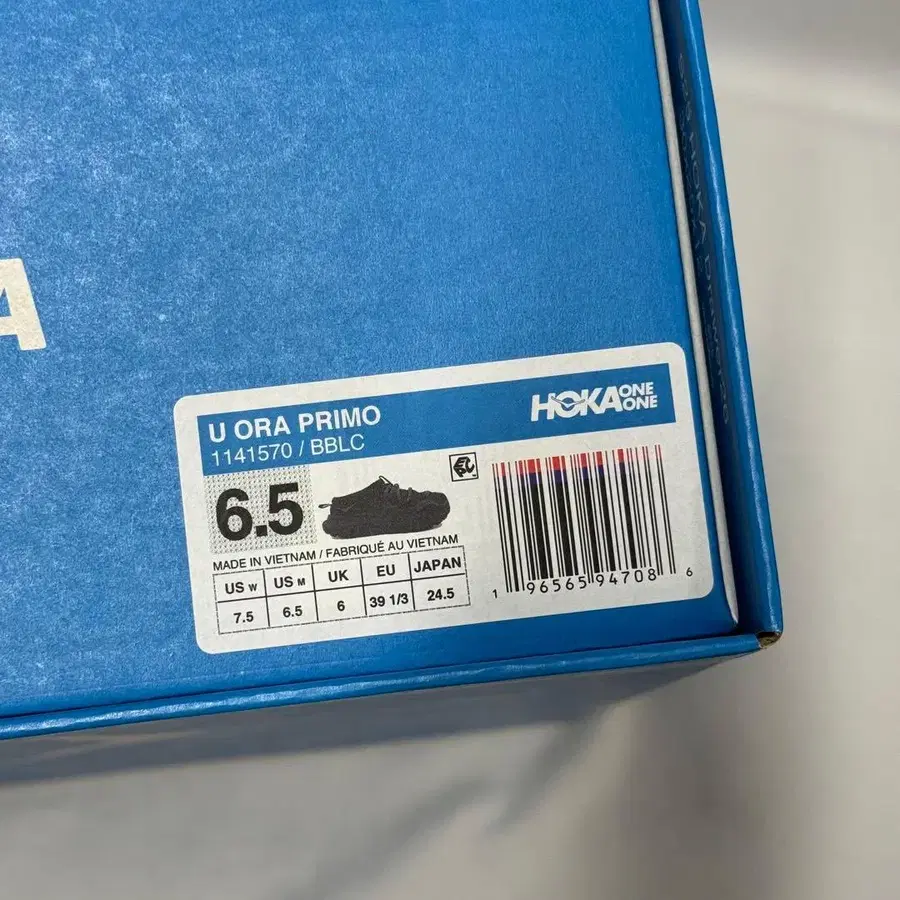 A
U ORA PRIMO
HOKA ONE ONE
1141570 / BBLC
6.5
MADE IN VIETNAM / FABRIQUÉ AU VIETNAM
US W US M UK EU JAPAN
7.5 6.5 6 39 1/3 24.5
1 96565 94708 6